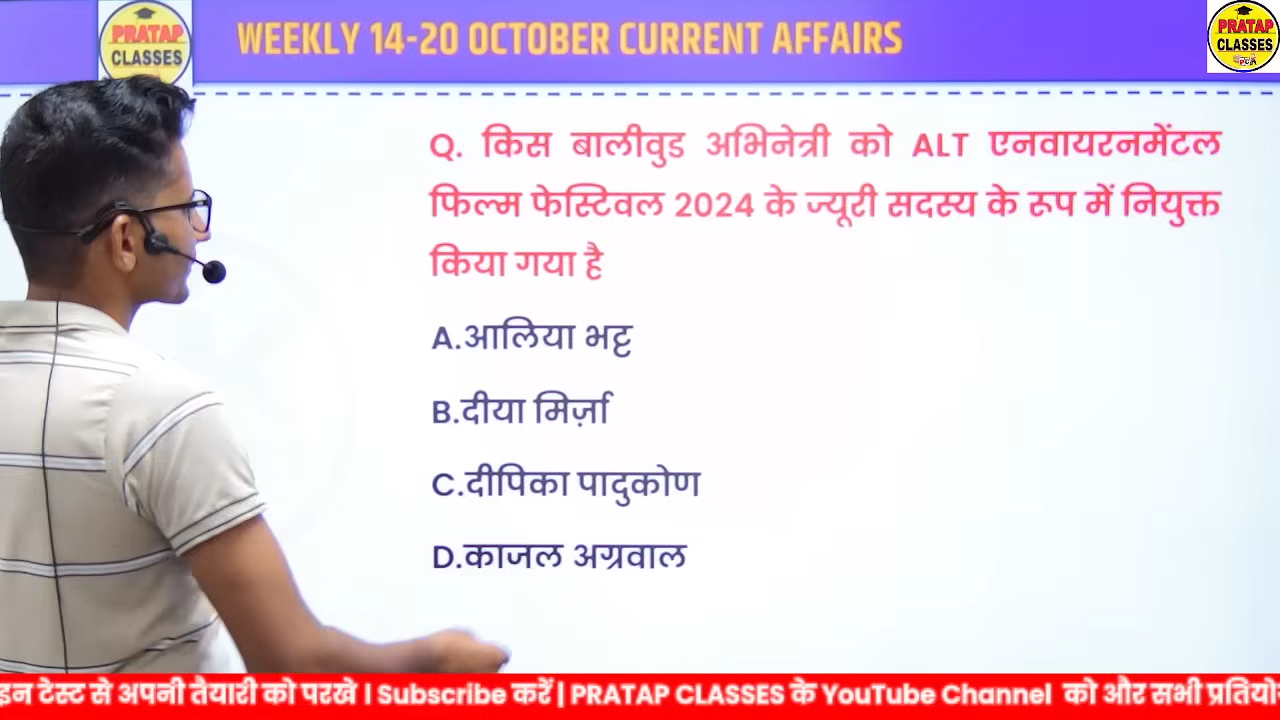 PRATAP
CLASSES
WEEKLY 14-20 OCTOBER CURRENT AFFAIRS
PRATAP
CLASSES
Q. किस बालीवुड अभिनेत्री को ALT एनवायरनमेंटल
फिल्म फेस्टिवल 2024 के ज्यूरी सदस्य के रूप में नियुक्त
किया गया है
A.आलिया भट्ट
B.दीया मिर्ज़ा
C.दीपिका पादुकोण
D.काजल अग्रवाल
इन टेस्ट से अपनी तैयारी को परखे । Subscribe करें | PRATAP CLASSES के YouTube Channel को और सभी